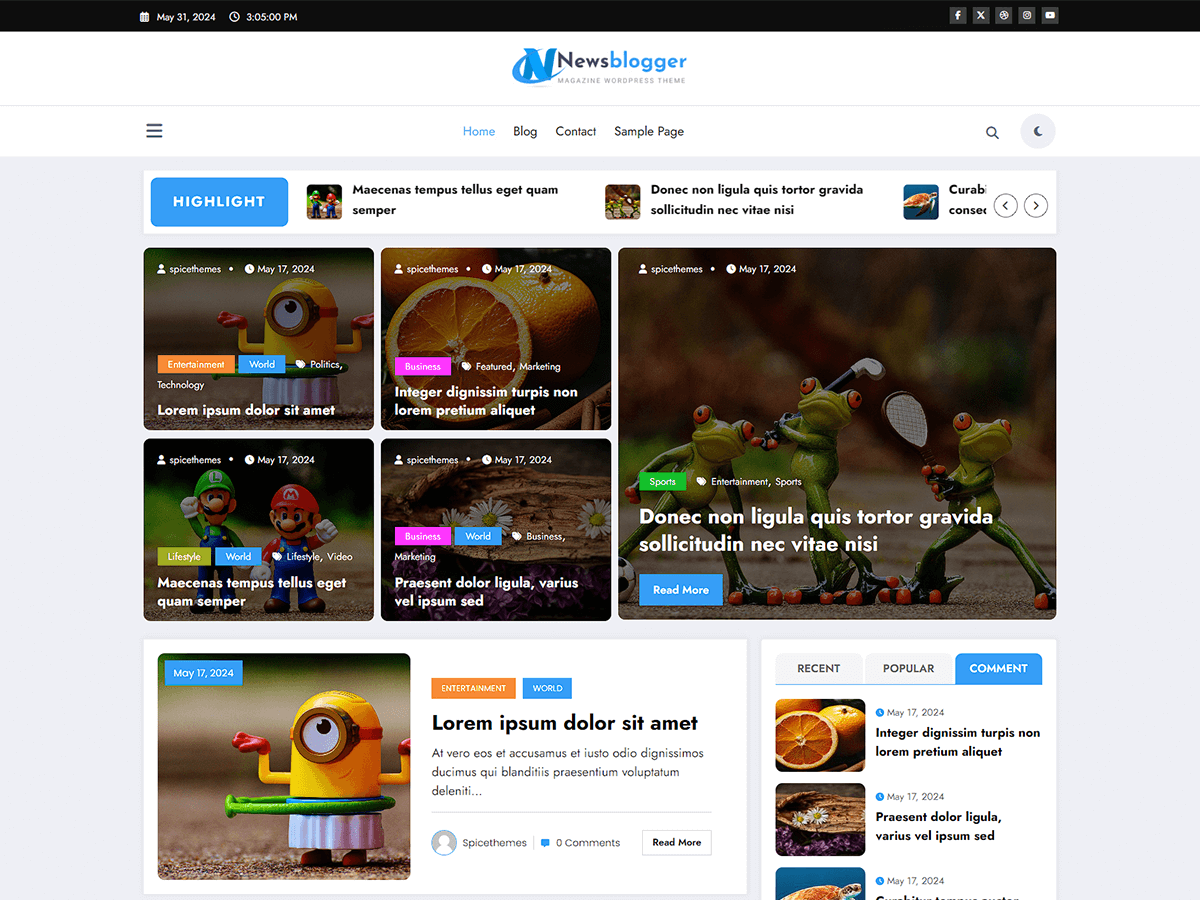 May 31, 2024 3:05:00 PM
Newsblogger
MAGAZINE WORDPRESS THEME
Home Blog Contact Sample Page
HIGHLIGHT
Maecenas tempus tellus eget quam
semper
Donec non ligula quis tortor gravida
sollicitudin nec vitae nisi
Curabi
consec
spicethemes • May 17, 2024
Entertainment World Politics,
Technology
Lorem ipsum dolor sit amet
spicethemes • May 17, 2024
Business Featured, Marketing
Integer dignissim turpis non
lorem pretium aliquet
spicethemes • May 17, 2024
Lifestyle World Lifestyle, Video
Maecenas tempus tellus eget
quam semper
spicethemes • May 17, 2024
Business World Business,
Marketing
Praesent dolor ligula, varius
vel ipsum sed
spicethemes • May 17, 2024
Sports Entertainment, Sports
Donec non ligula quis tortor gravida
sollicitudin nec vitae nisi
Read More
May 17, 2024
ENTERTAINMENT WORLD
Lorem ipsum dolor sit amet
At vero eos et accusamus et iusto odio dignissimos
ducimus qui blanditiis praesentium voluptatum
deleniti...
Spicethemes 0 Comments Read More
RECENT POPULAR COMMENT
May 17, 2024
Integer dignissim turpis non
lorem pretium aliquet
May 17, 2024
Praesent dolor ligula,
varius vel ipsum sed
May 17, 2024
Curabitur tempus auctor